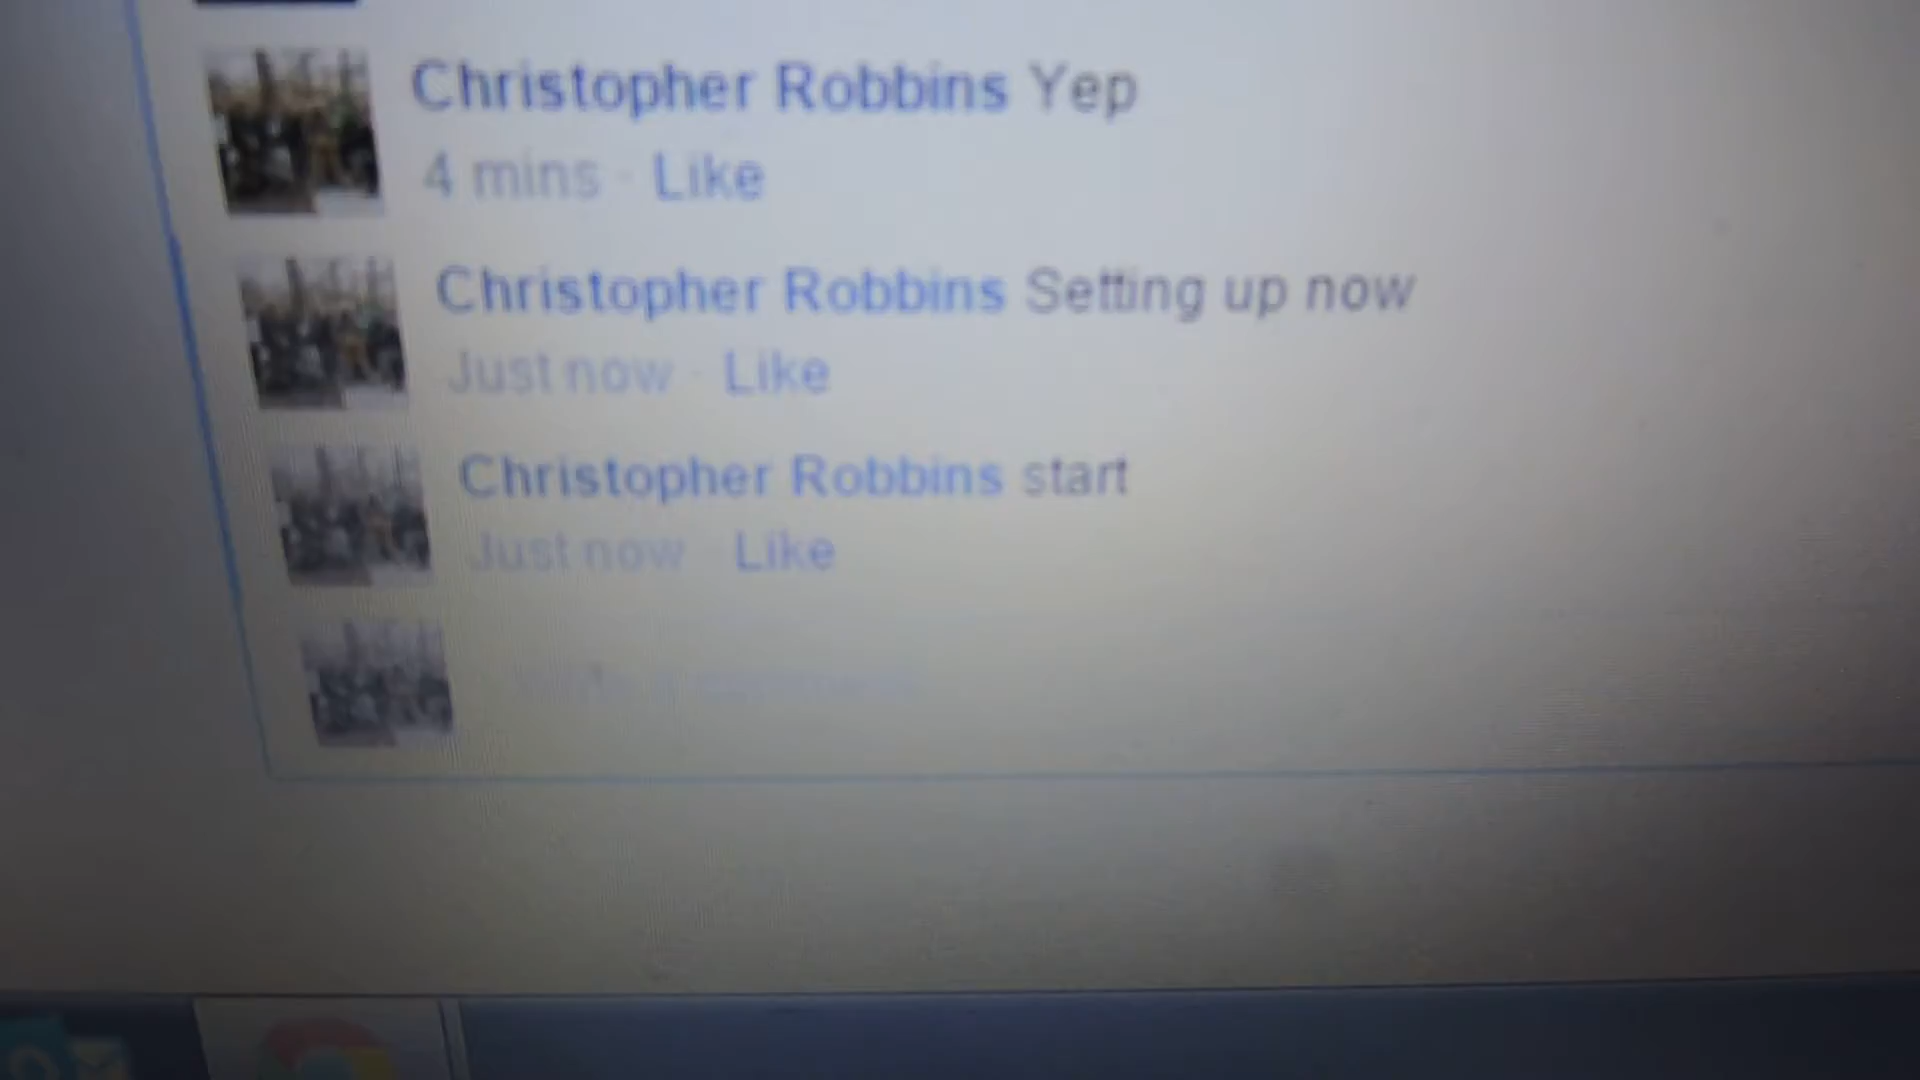 Christopher Robbins Yep
4 mins · Like
Christopher Robbins Setting up now
Just now · Like
Christopher Robbins start
Just now · Like